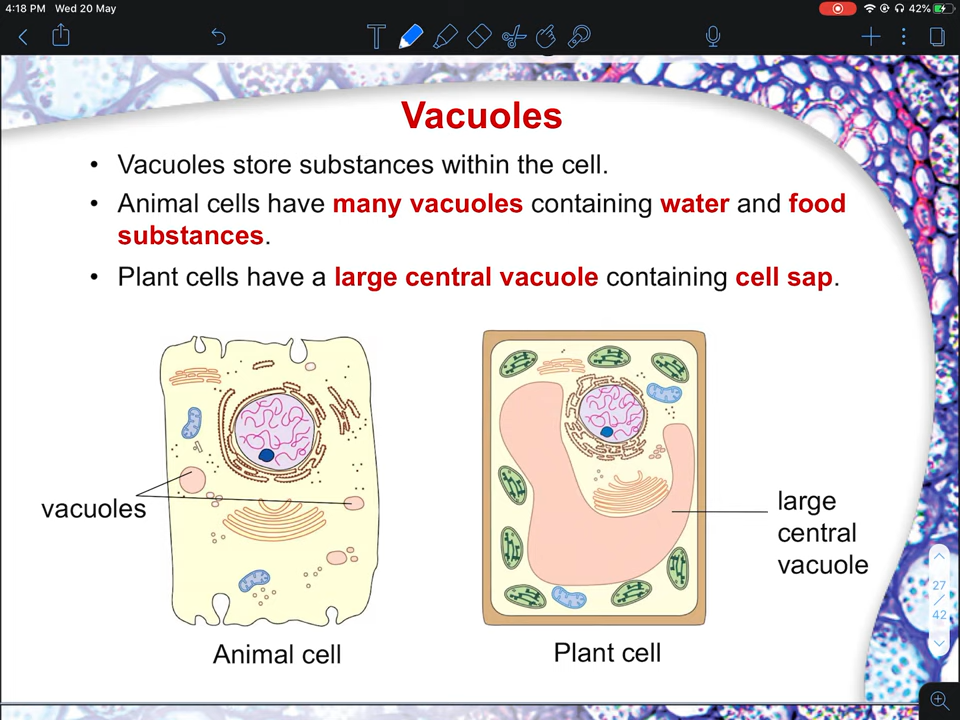 4:18 PM Wed 20 May
42%
Vacuoles
• Vacuoles store substances within the cell.
• Animal cells have many vacuoles containing water and food
substances.
• Plant cells have a large central vacuole containing cell sap.
vacuoles
large
central
vacuole
Animal cell
Plant cell
27
/
42